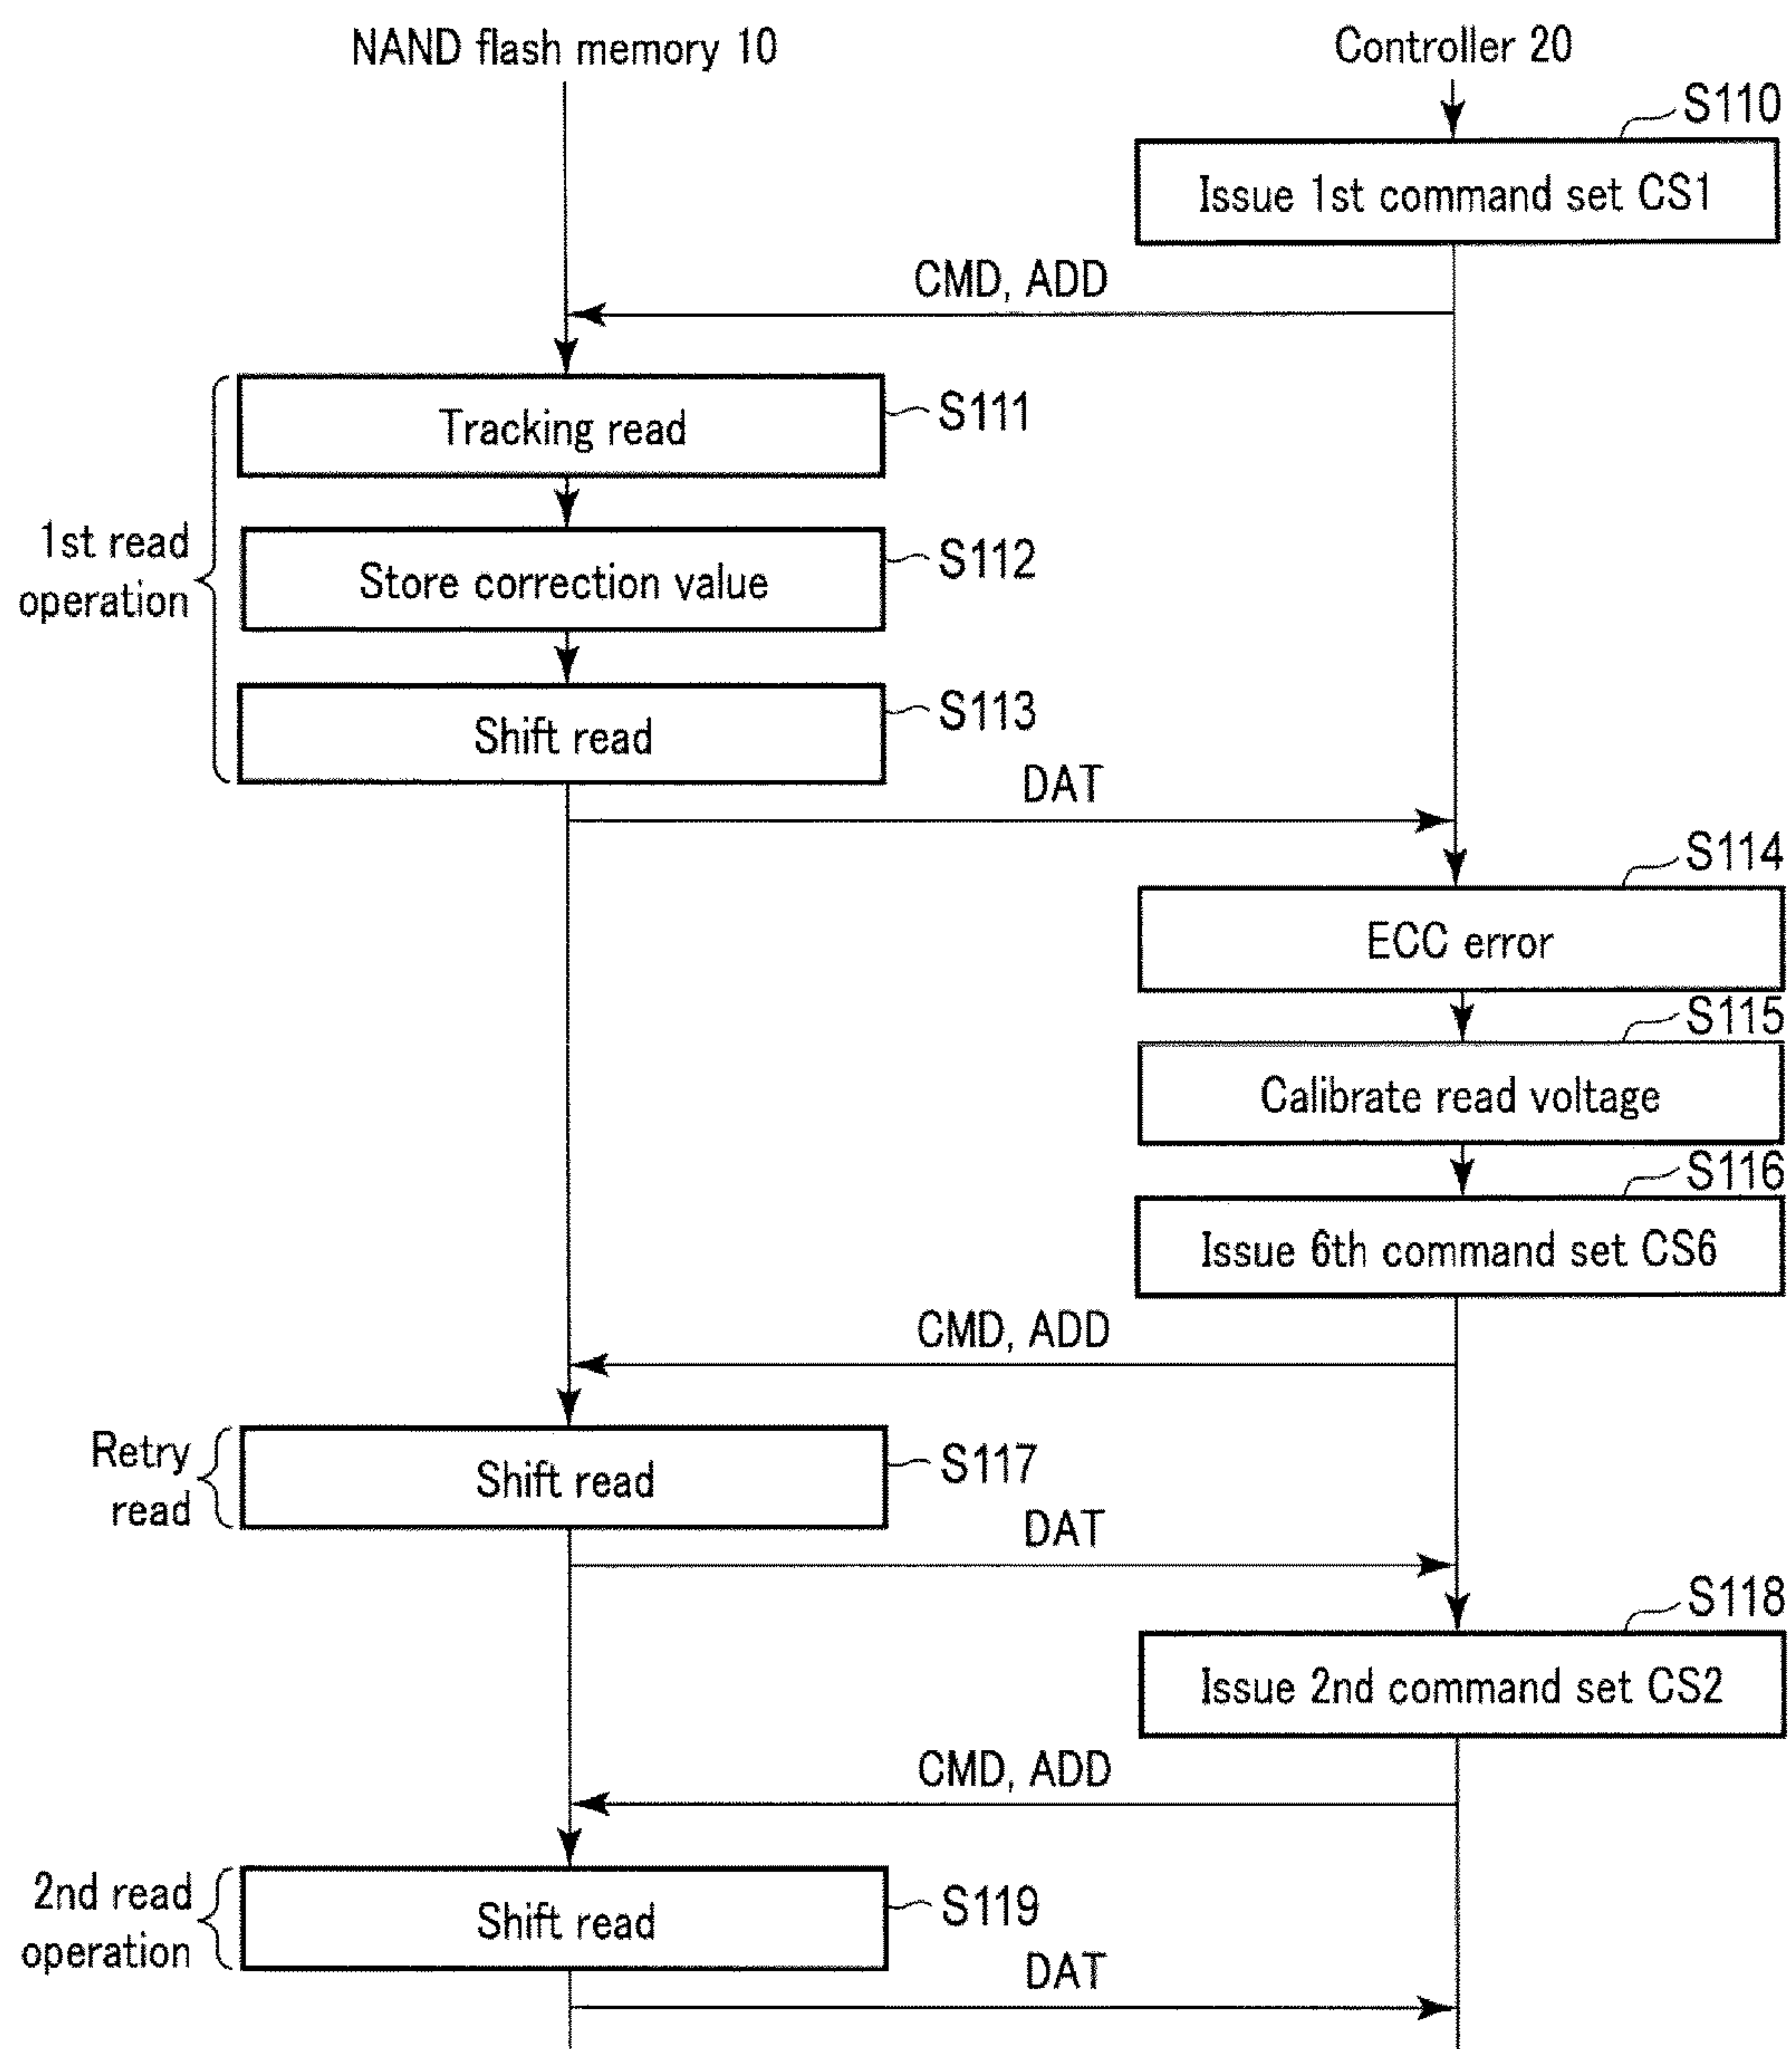 NAND flash memory 10
Controller 20
S110
Issue 1st command set CS1
CMD, ADD
Tracking read
S111
1st read
operation
Store correction value
S112
Shift read
S113
DAT
S114
ECC error
S115
Calibrate read voltage
S116
Issue 6th command set CS6
CMD, ADD
Retry
read
Shift read
S117
DAT
S118
Issue 2nd command set CS2
CMD, ADD
2nd read
operation
Shift read
S119
DAT